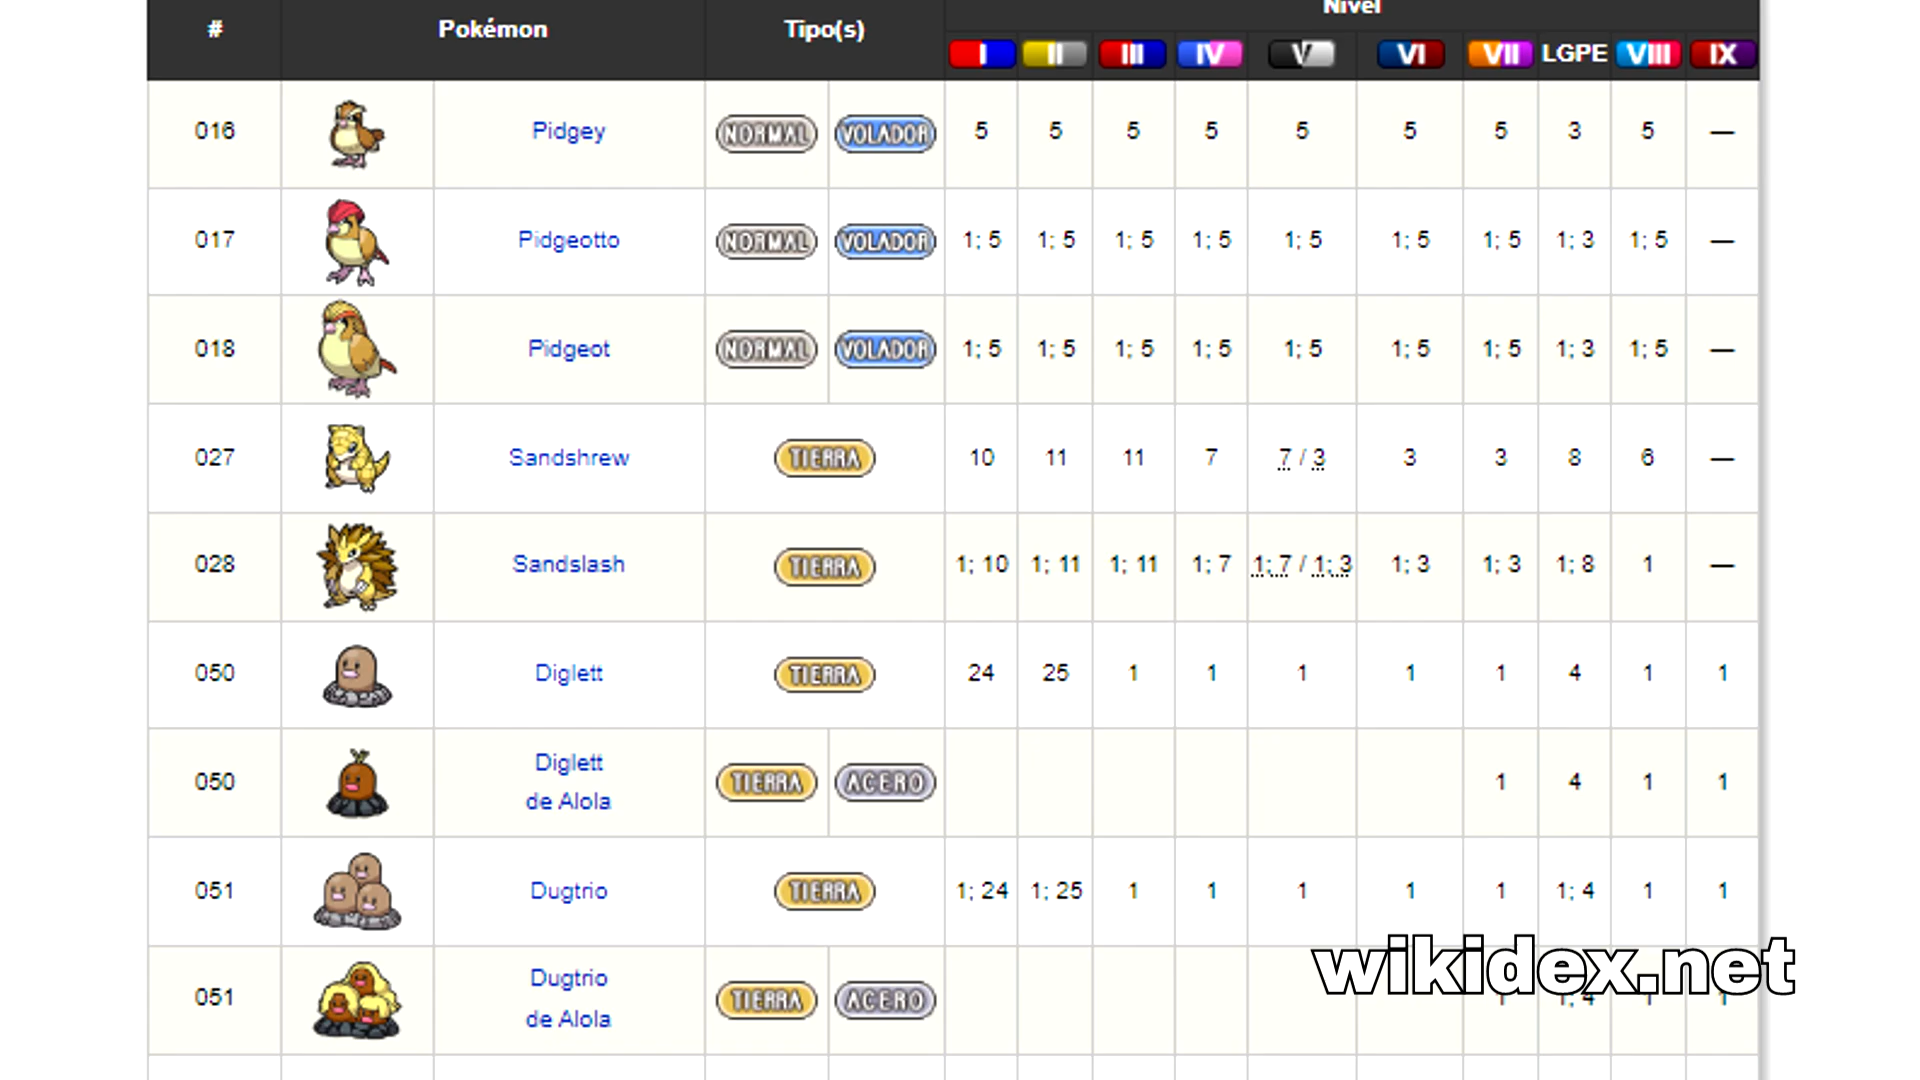 Nivel
# Pokémon Tipo(s)
I II III IV V VI VII LGPE VIII IX
016 Pidgey NORMAL VOLADOR 5 5 5 5 5 5 5 3 5 —
017 Pidgeotto NORMAL VOLADOR 1; 5 1; 5 1; 5 1; 5 1; 5 1; 5 1; 5 1; 3 1; 5 —
018 Pidgeot NORMAL VOLADOR 1; 5 1; 5 1; 5 1; 5 1; 5 1; 5 1; 5 1; 3 1; 5 —
027 Sandshrew TIERRA 10 11 11 7 7 / 3 3 3 8 6 —
028 Sandslash TIERRA 1; 10 1; 11 1; 11 1; 7 1; 7 / 1; 3 1; 3 1; 3 1; 8 1 —
050 Diglett TIERRA 24 25 1 1 1 1 1 4 1 1
050 Diglett
de Alola TIERRA ACERO 1 4 1 1
051 Dugtrio TIERRA 1; 24 1; 25 1 1 1 1 1 1; 4 1 1
051 Dugtrio
de Alola TIERRA ACERO 1 1; 4 1 1
wikidex.net